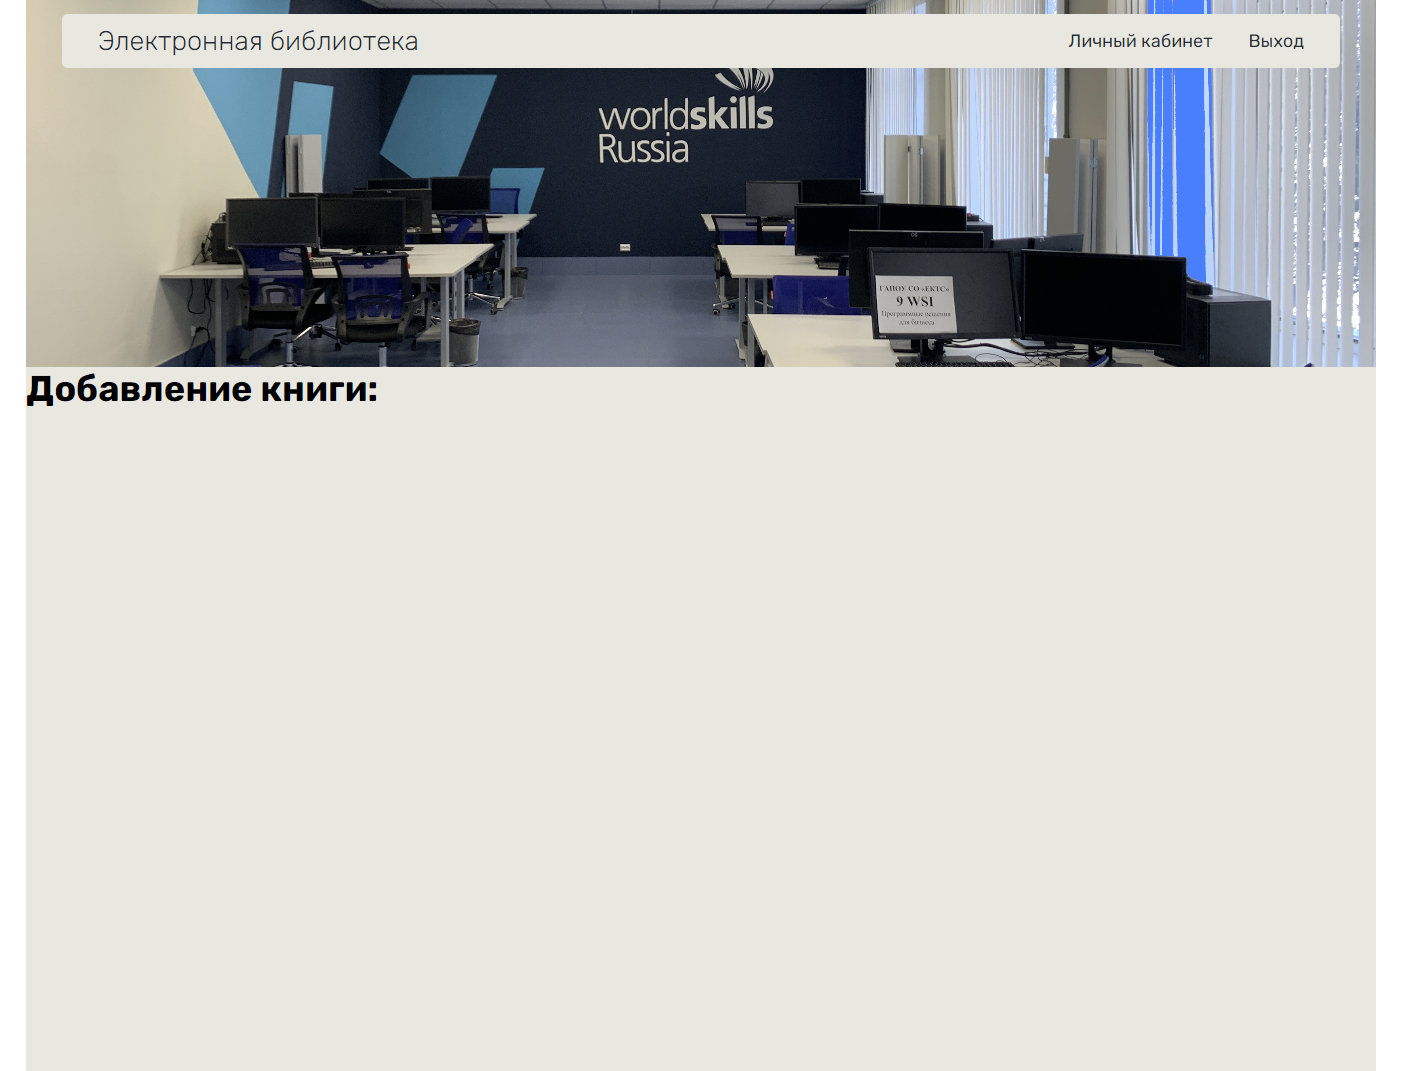 Электронная библиотека
Личный кабинет
Выход
worldskills
Russia
ГАПОУ СО «ЕКТС»
9 WSI
Программные решения
для бизнеса
Добавление книги: